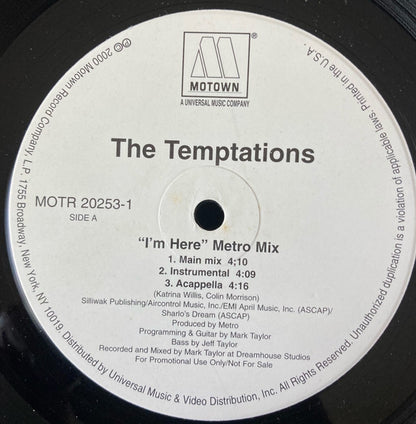 MOTOWN®
A UNIVERSAL MUSIC COMPANY
The Temptations
MOTR 20253-1
SIDE A
“I'm Here” Metro Mix
1. Main mix 4:10
2. Instrumental 4:09
3. Acappella 4:16
(Katrina Willis, Colin Morrison)
Silliwak Publishing/Aircontrol Music, Inc./EMI April Music, Inc. (ASCAP)/
Sharlo's Dream (ASCAP)
Produced by Metro
Programming & Guitar by Mark Taylor
Bass by Jeff Taylor
Recorded and Mixed by Mark Taylor at Dreamhouse Studios
For Promotional Use Only/Not For Sale
℗© 2000 Motown Record Company, L.P. 1755 Broadway, New York, NY 10019. Distributed by Universal Music & Video Distribution, Inc. All Rights Reserved. Unauthorized duplication is a violation of applicable laws. Printed in the U.S.A.